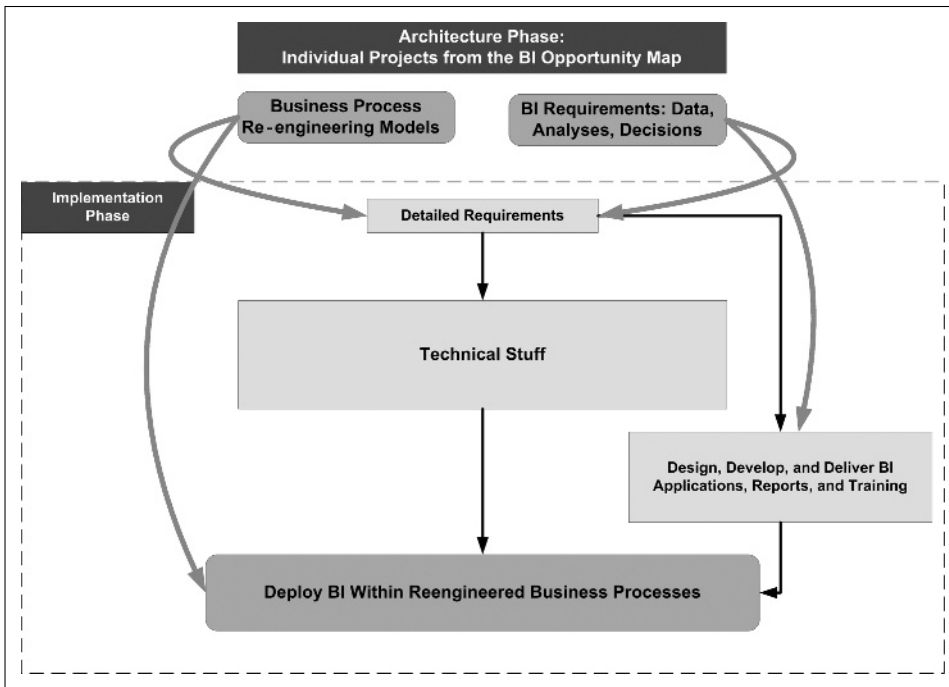 Architecture Phase:
Individual Projects from the BI Opportunity Map
Business Process
Re-engineering Models
BI Requirements: Data,
Analyses, Decisions
Implementation
Phase
Detailed Requirements
Technical Stuff
Design, Develop, and Deliver BI
Applications, Reports, and Training
Deploy BI Within Reengineered Business Processes